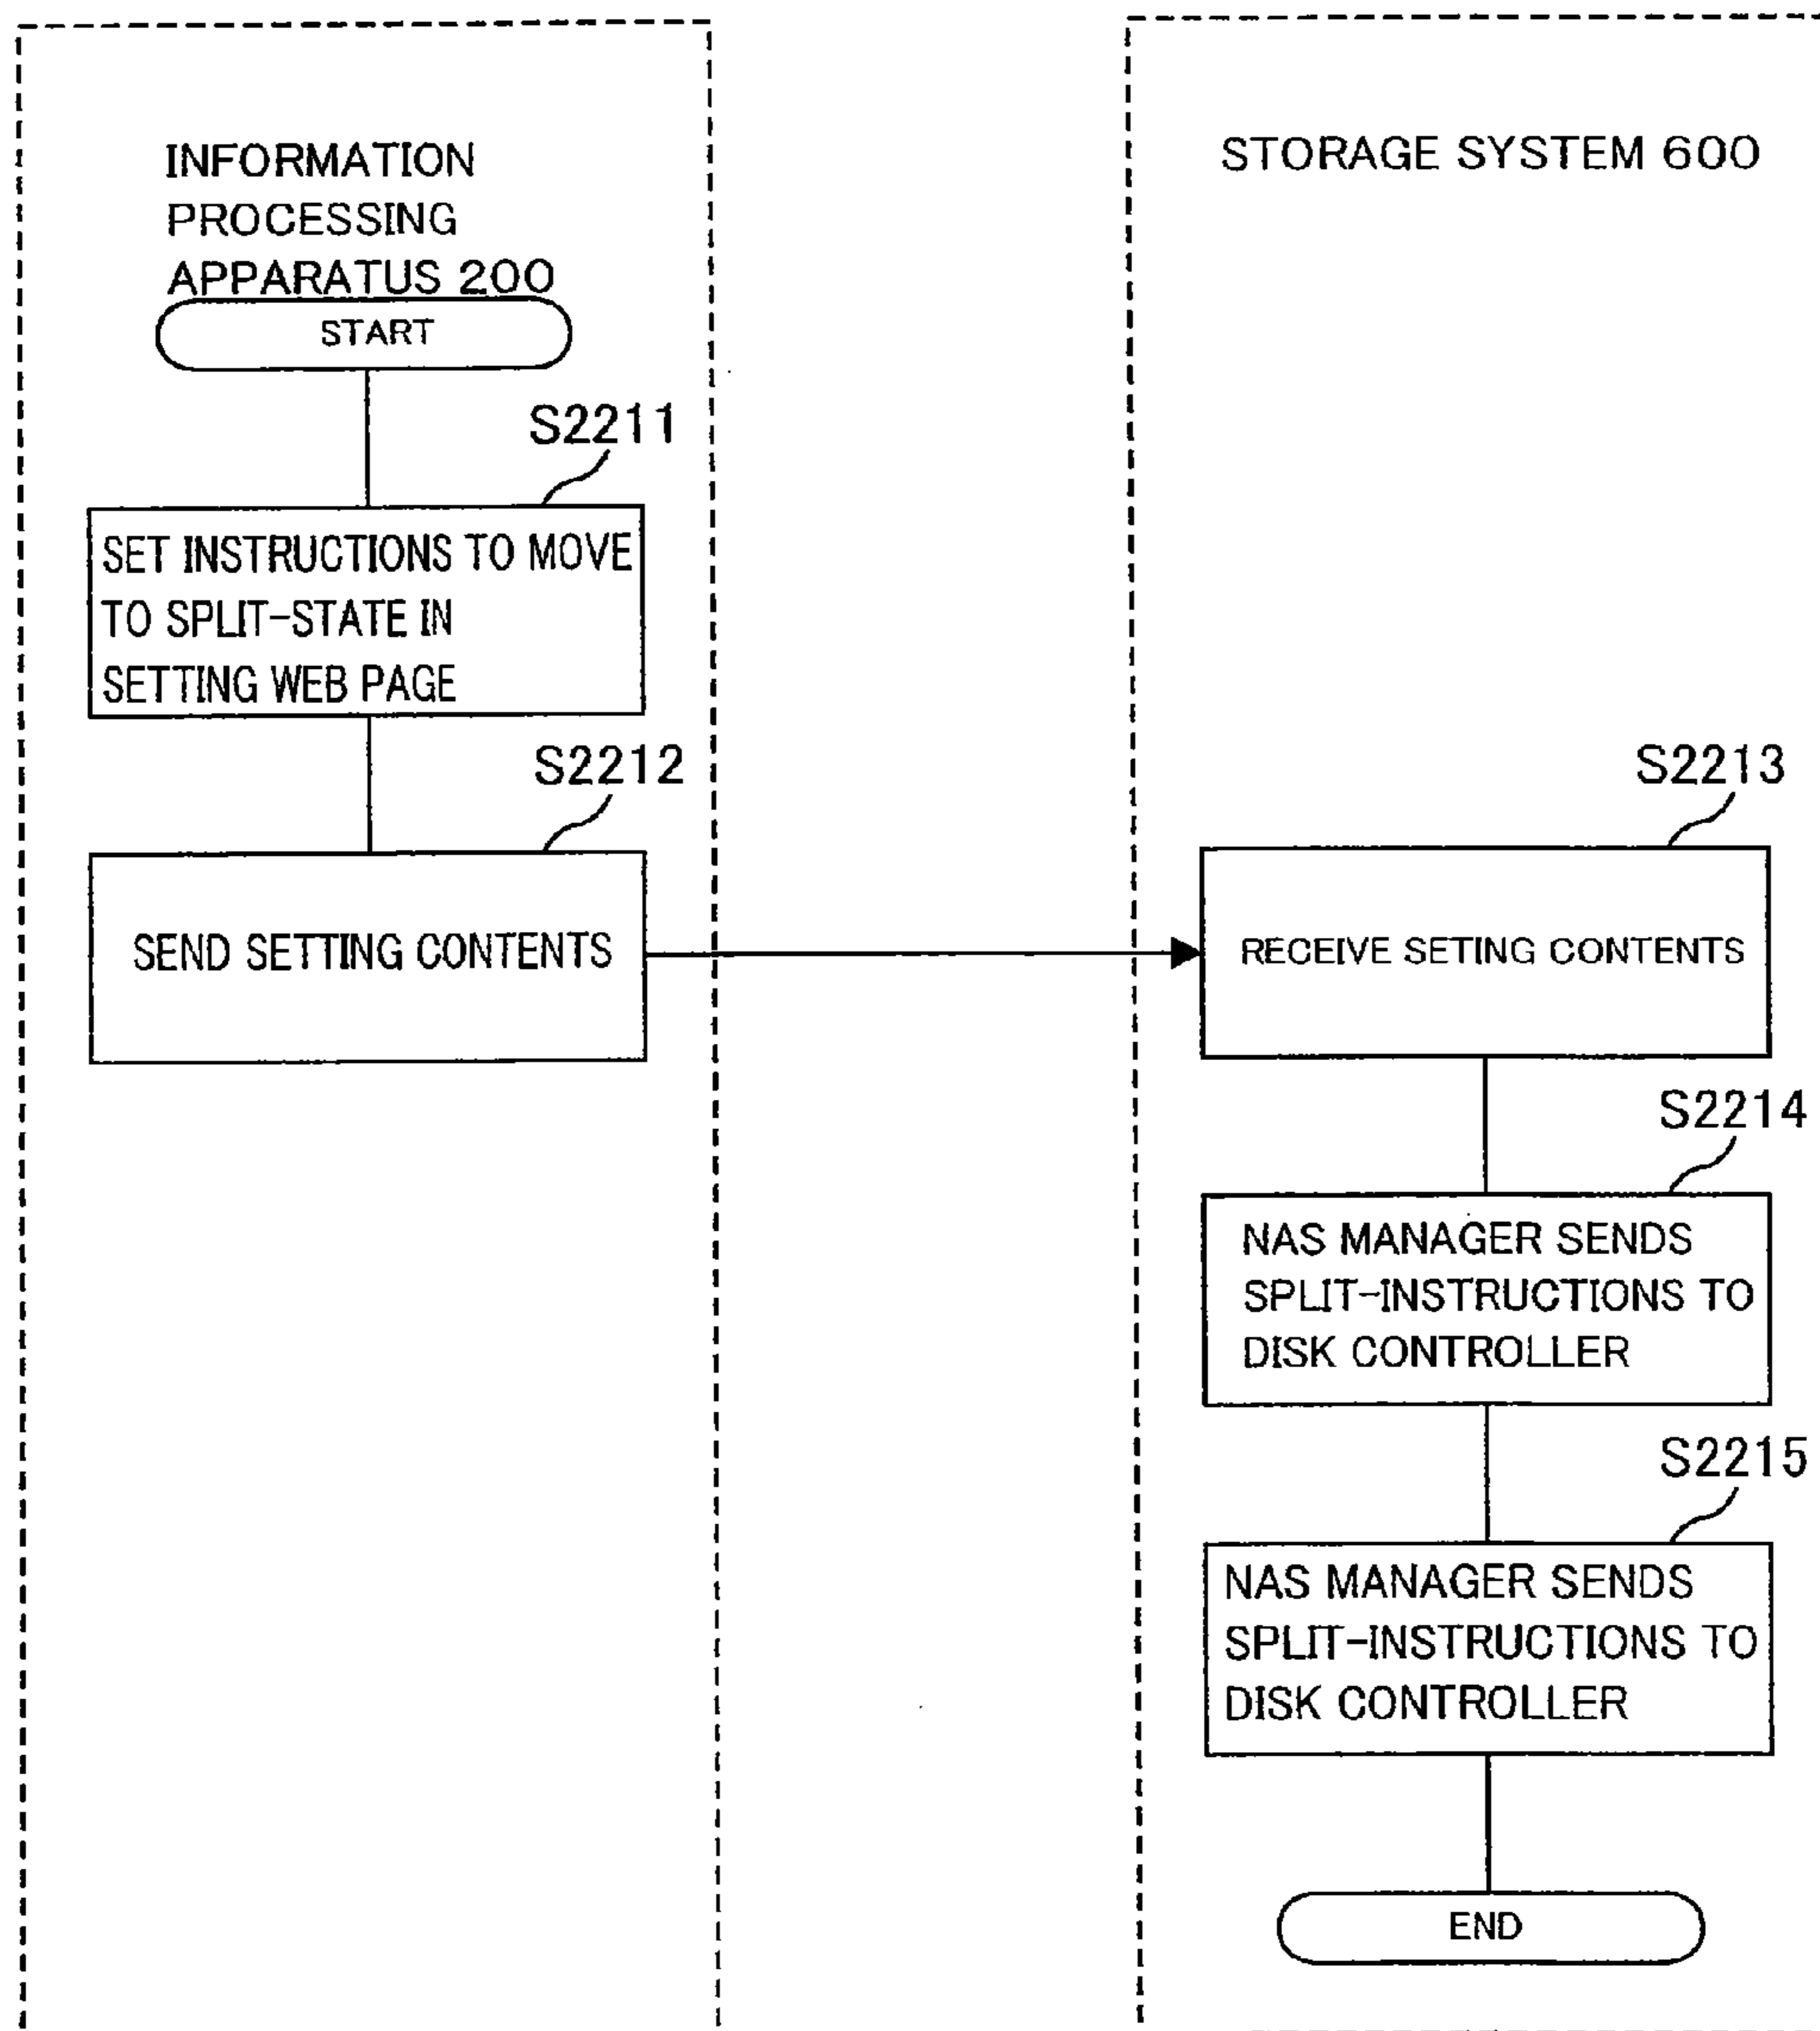 INFORMATION
PROCESSING
APPARATUS 200
START
S2211
SET INSTRUCTIONS TO MOVE
TO SPLIT-STATE IN
SETTING WEB PAGE
S2212
SEND SETTING CONTENTS
STORAGE SYSTEM 600
S2213
RECEIVE SETING CONTENTS
S2214
NAS MANAGER SENDS
SPLIT-INSTRUCTIONS TO
DISK CONTROLLER
S2215
NAS MANAGER SENDS
SPLIT-INSTRUCTIONS TO
DISK CONTROLLER
END